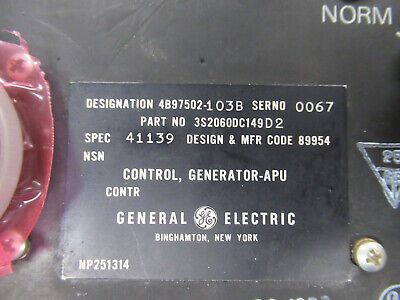 NORM
DESIGNATION 4B97502-103B SERNO 0067
PART NO 3S2060DC149D2
SPEC 41139 DESIGN & MFR CODE 89954
NSN
CONTROL, GENERATOR-APU
CONTR
GENERAL GE ELECTRIC
BINGHAMTON, NEW YORK
NP251314